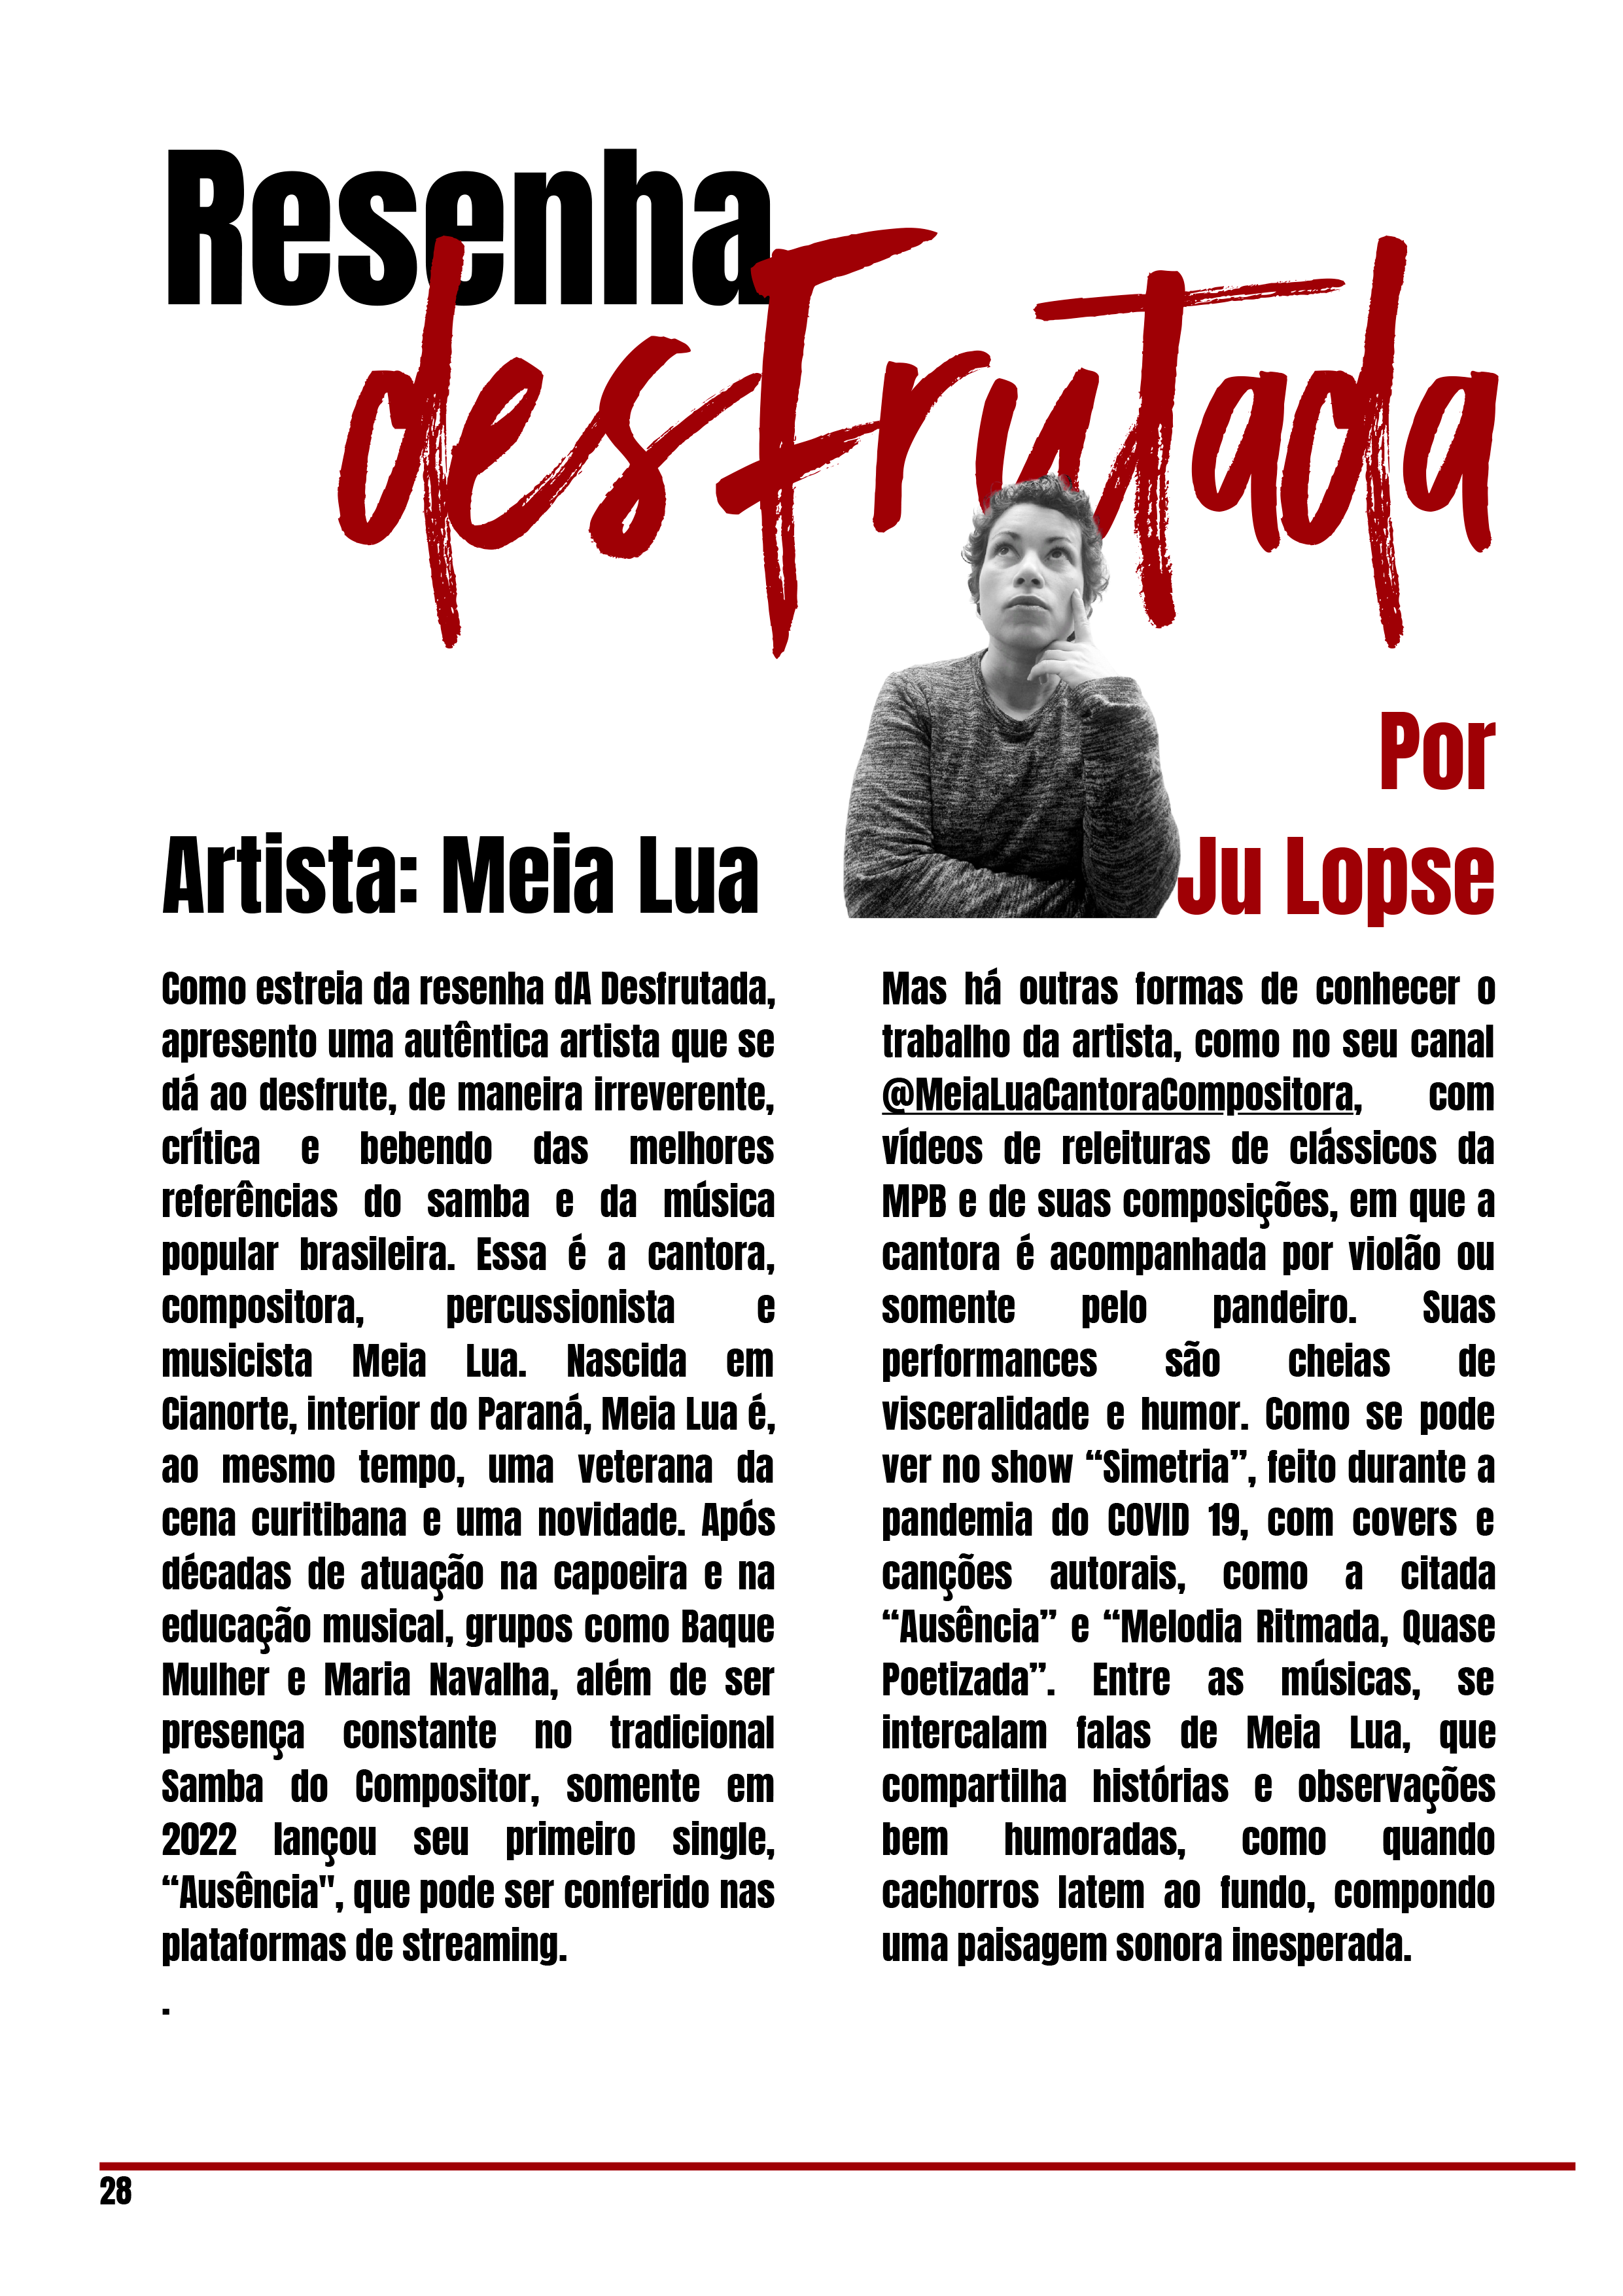 Resenha
desFrutada
Por
Ju Lopse
Artista: Meia Lua
Como estreia da resenha dA Desfrutada,
apresento uma autêntica artista que se
dá ao desfrute, de maneira irreverente,
crítica e bebendo das melhores
referências do samba e da música
popular brasileira. Essa é a cantora,
compositora, percussionista e
musicista Meia Lua. Nascida em
Cianorte, interior do Paraná, Meia Lua é,
ao mesmo tempo, uma veterana da
cena curitibana e uma novidade. Após
décadas de atuação na capoeira e na
educação musical, grupos como Baque
Mulher e Maria Navalha, além de ser
presença constante no tradicional
Samba do Compositor, somente em
2022 lançou seu primeiro single,
“Ausência", que pode ser conferido nas
plataformas de streaming.
.
Mas há outras formas de conhecer o
trabalho da artista, como no seu canal
@MeiaLuaCantoraCompositora, com
vídeos de releituras de clássicos da
MPB e de suas composições, em que a
cantora é acompanhada por violão ou
somente pelo pandeiro. Suas
performances são cheias de
visceralidade e humor. Como se pode
ver no show “Simetria”, feito durante a
pandemia do COVID 19, com covers e
canções autorais, como a citada
“Ausência” e “Melodia Ritmada, Quase
Poetizada”. Entre as músicas, se
intercalam falas de Meia Lua, que
compartilha histórias e observações
bem humoradas, como quando
cachorros latem ao fundo, compondo
uma paisagem sonora inesperada.
28